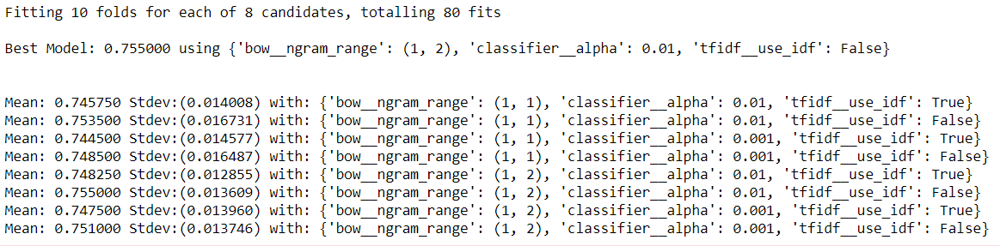 Fitting 10 folds for each of 8 candidates, totalling 80 fits
Best Model: 0.755000 using {'bow__ngram_range': (1, 2), 'classifier__alpha': 0.01, 'tfidf__use_idf': False}
Mean: 0.745750 Stdev:(0.014008) with: {'bow__ngram_range': (1, 1), 'classifier__alpha': 0.01, 'tfidf__use_idf': True}
Mean: 0.753500 Stdev:(0.016731) with: {'bow__ngram_range': (1, 1), 'classifier__alpha': 0.01, 'tfidf__use_idf': False}
Mean: 0.744500 Stdev:(0.014577) with: {'bow__ngram_range': (1, 1), 'classifier__alpha': 0.001, 'tfidf__use_idf': True}
Mean: 0.748500 Stdev:(0.016487) with: {'bow__ngram_range': (1, 1), 'classifier__alpha': 0.001, 'tfidf__use_idf': False}
Mean: 0.748250 Stdev:(0.012855) with: {'bow__ngram_range': (1, 2), 'classifier__alpha': 0.01, 'tfidf__use_idf': True}
Mean: 0.755000 Stdev:(0.013609) with: {'bow__ngram_range': (1, 2), 'classifier__alpha': 0.01, 'tfidf__use_idf': False}
Mean: 0.747500 Stdev:(0.013960) with: {'bow__ngram_range': (1, 2), 'classifier__alpha': 0.001, 'tfidf__use_idf': True}
Mean: 0.751000 Stdev:(0.013746) with: {'bow__ngram_range': (1, 2), 'classifier__alpha': 0.001, 'tfidf__use_idf': False}